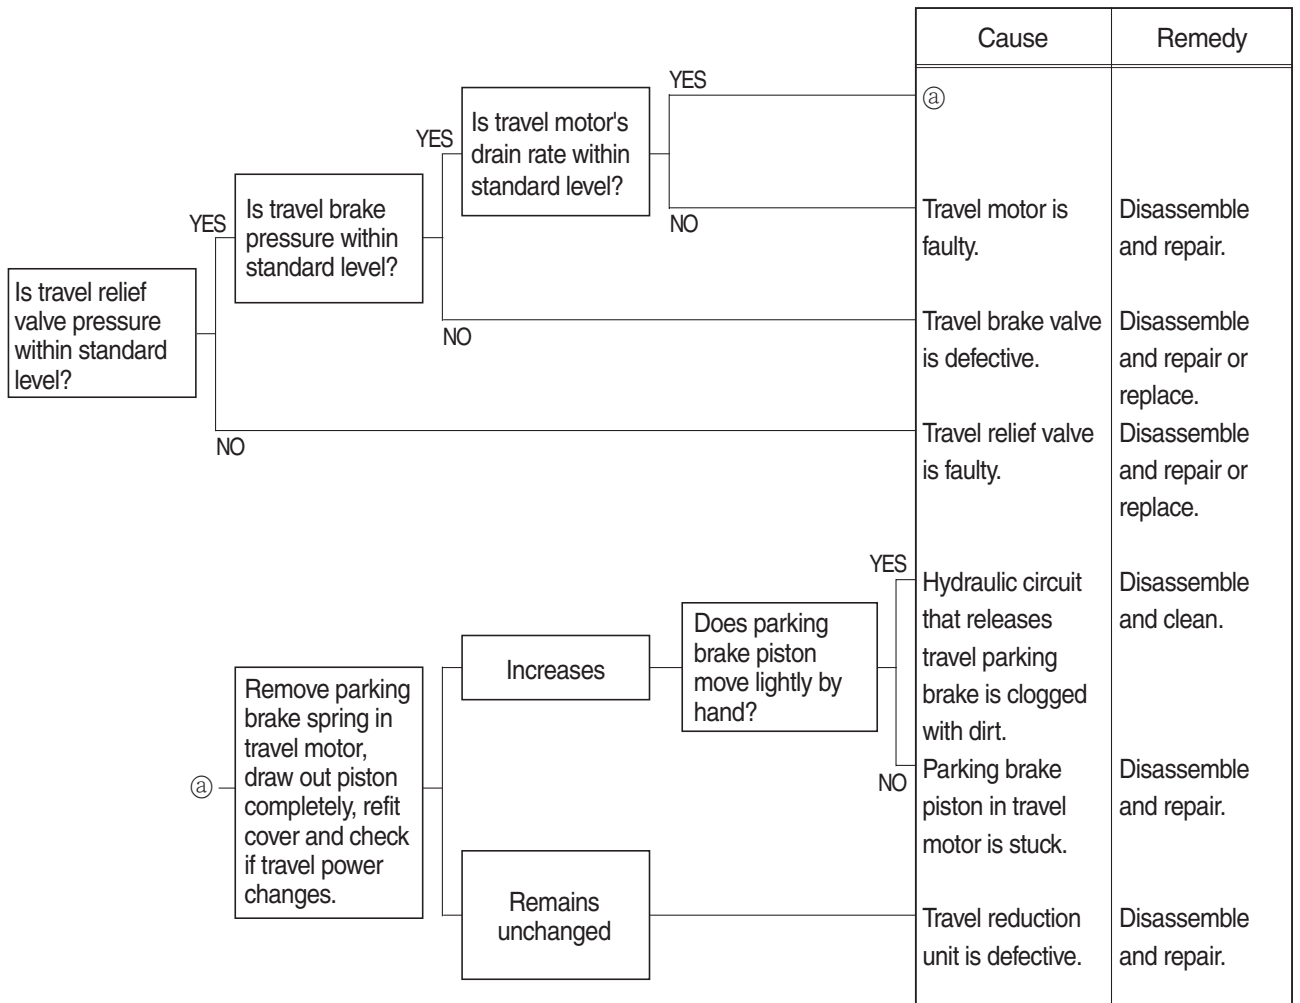 Cause
Remedy
YES
ⓐ
Is travel motor's
drain rate within
standard level?
YES
NO
Travel motor is
faulty.
Disassemble
and repair.
Is travel brake
pressure within
standard level?
YES
NO
Travel brake valve
is defective.
Disassemble
and repair or
replace.
Is travel relief
valve pressure
within standard
level?
NO
Travel relief valve
is faulty.
Disassemble
and repair or
replace.
ⓐ
Remove parking
brake spring in
travel motor,
draw out piston
completely, refit
cover and check
if travel power
changes.
Increases
Does parking
brake piston
move lightly by
hand?
YES
Hydraulic circuit
that releases
travel parking
brake is clogged
with dirt.
Disassemble
and clean.
NO
Parking brake
piston in travel
motor is stuck.
Disassemble
and repair.
Remains
unchanged
Travel reduction
unit is defective.
Disassemble
and repair.